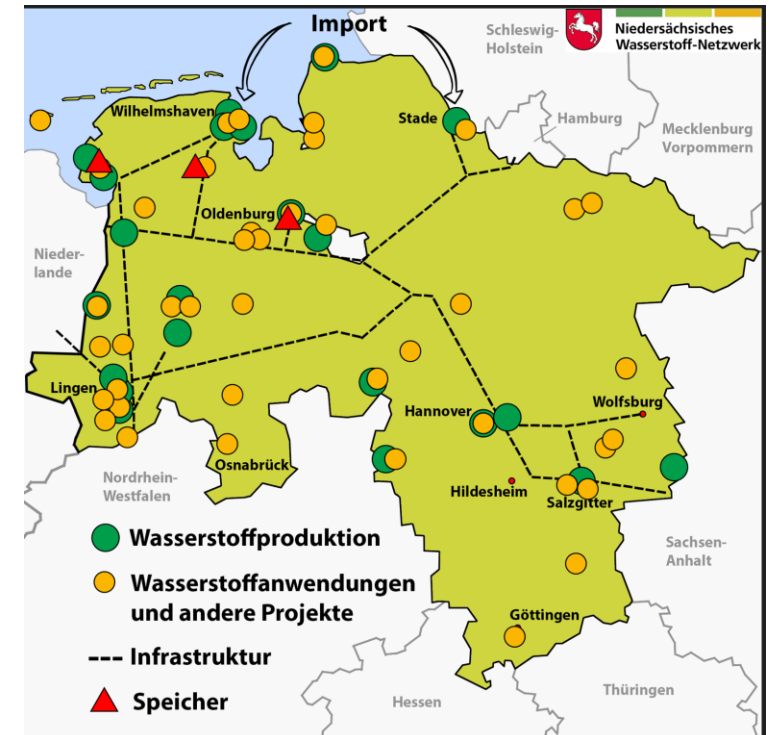 Import
Schleswig-
Holstein
Niedersächsisches
Wasserstoff-Netzwerk
Wilhelmshaven
Stade
Hamburg
Mecklenburg
Vorpommern
Oldenburg
Nieder-
lande
Lingen
Hannover
Wolfsburg
Osnabrück
Nordrhein-
Westfalen
Hildesheim
Salzgitter
Sachsen-
Anhalt
Wasserstoffproduktion
Wasserstoffanwendungen
und andere Projekte
Göttingen
Infrastruktur
Speicher
Hessen
Thüringen